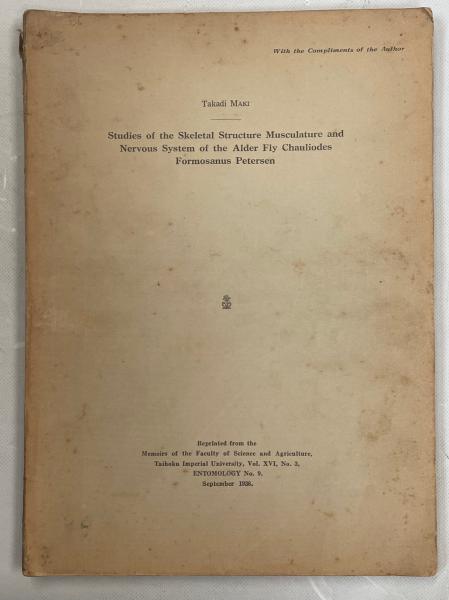 With the Compliments of the Author
Takadi MAKI
Studies of the Skeletal Structure Musculature and
Nervous System of the Alder Fly Chauliodes
Formosanus Petersen
Reprinted from the
Memoirs of the Faculty of Science and Agriculture,
Taihoku Imperial University, Vol. XVI, No. 3,
ENTOMOLOGY No. 9.
September 1936.